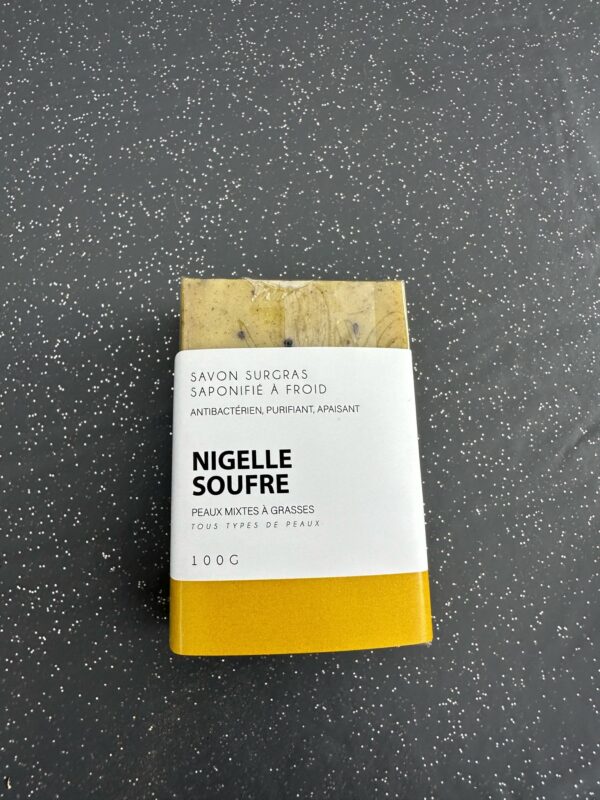 SAVON SURGRAS
SAPONIFIÉ À FROID
ANTIBACTÉRIEN, PURIFIANT, APAISANT
NIGELLE
SOUFRE
PEAUX MIXTES À GRASSES
TOUS TYPES DE PEAUX
100G